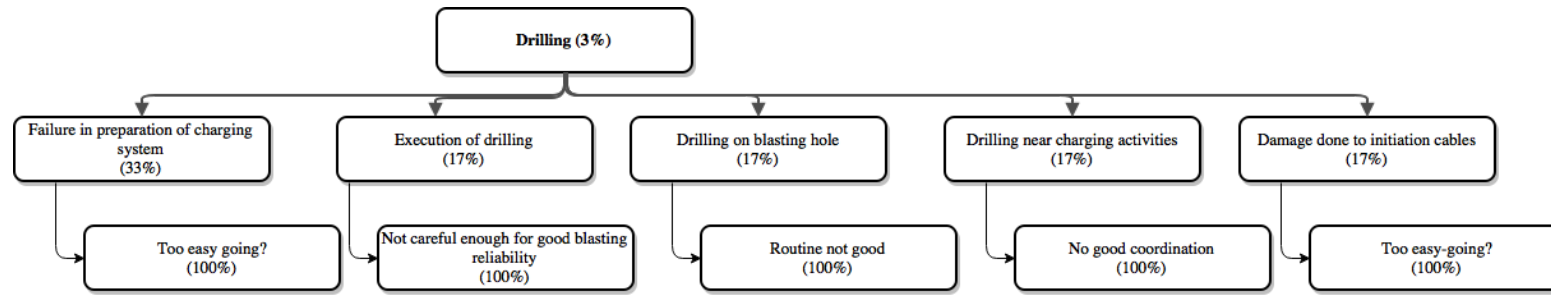 Drilling (3%)
Failure in preparation of charging
system
(33%)
Execution of drilling
(17%)
Drilling on blasting hole
(17%)
Drilling near charging activities
(17%)
Damage done to initiation cables
(17%)
Too easy going?
(100%)
Not careful enough for good blasting
reliability
(100%)
Routine not good
(100%)
No good coordination
(100%)
Too easy-going?
(100%)